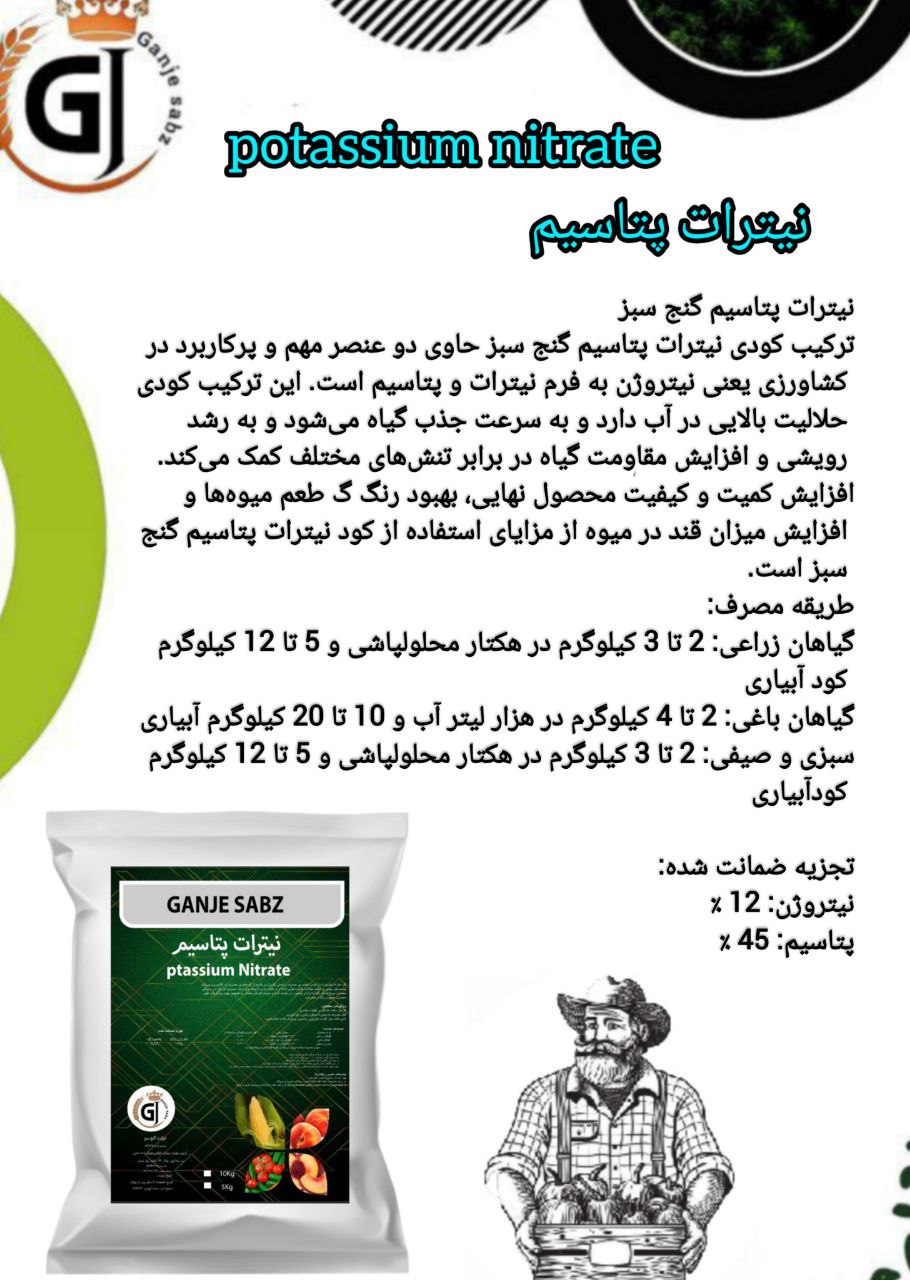 GJ
Ganje sabz
potassium nitrate
نیترات پتاسیم
نیترات پتاسیم گنج سبز
ترکیب کودی نیترات پتاسیم گنج سبز حاوی دو عنصر مهم و پرکاربرد در
کشاورزی یعنی نیتروژن به فرم نیترات و پتاسیم است. این ترکیب کودی
حلالیت بالایی در آب دارد و به سرعت جذب گیاه می‌شود و به رشد
رویشی و افزایش مقاومت گیاه در برابر تنش‌های مختلف کمک می‌کند.
افزایش کمیت و کیفیت محصول نهایی، بهبود رنگ گ طعم میوه‌ها و
افزایش میزان قند در میوه از مزایای استفاده از کود نیترات پتاسیم گنج
سبز است.
طریقه مصرف:
گیاهان زراعی: 2 تا 3 کیلوگرم در هکتار محلولپاشی و 5 تا 12 کیلوگرم
کود آبیاری
گیاهان باغی: 2 تا 4 کیلوگرم در هزار لیتر آب و 10 تا 20 کیلوگرم آبیاری
سبزی و صیفی: 2 تا 3 کیلوگرم در هکتار محلولپاشی و 5 تا 12 کیلوگرم
کودآبیاری
تجزیه ضمانت شده:
نیتروژن: 12 ٪
پتاسیم: 45 ٪
GANJE SABZ
نیترات پتاسیم
ptassium Nitrate
GJ
10Kg
5Kg